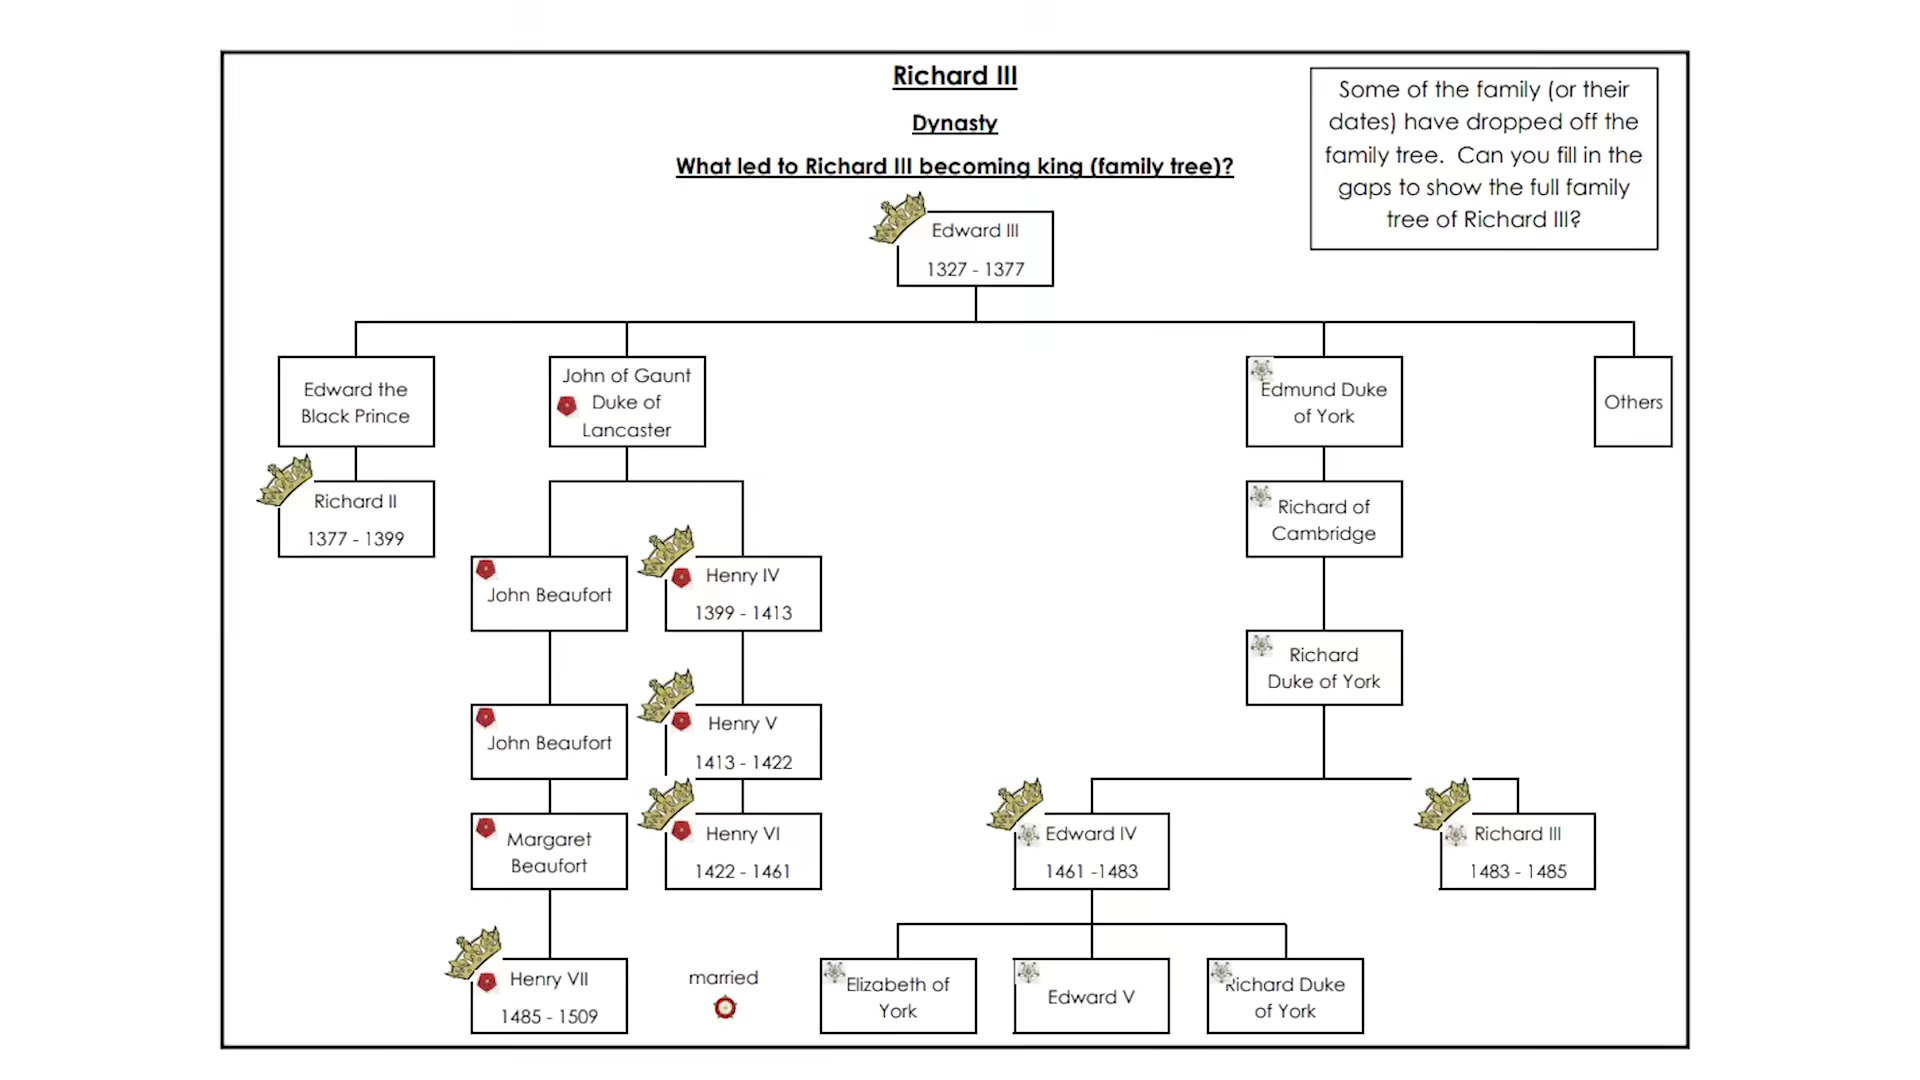 Richard III
Dynasty
What led to Richard III becoming king (family tree)?
Some of the family (or their
dates) have dropped off the
family tree. Can you fill in the
gaps to show the full family
tree of Richard III?
Edward III
1327 - 1377
Edward the
Black Prince
John of Gaunt
Duke of
Lancaster
Edmund Duke
of York
Others
Richard II
1377 - 1399
Richard of
Cambridge
John Beaufort
Henry IV
1399 - 1413
Richard
Duke of York
John Beaufort
Henry V
1413 - 1422
Margaret
Beaufort
Henry VI
1422 - 1461
Edward IV
1461 -1483
Richard III
1483 - 1485
Henry VII
1485 - 1509
married
Elizabeth of
York
Edward V
Richard Duke
of York